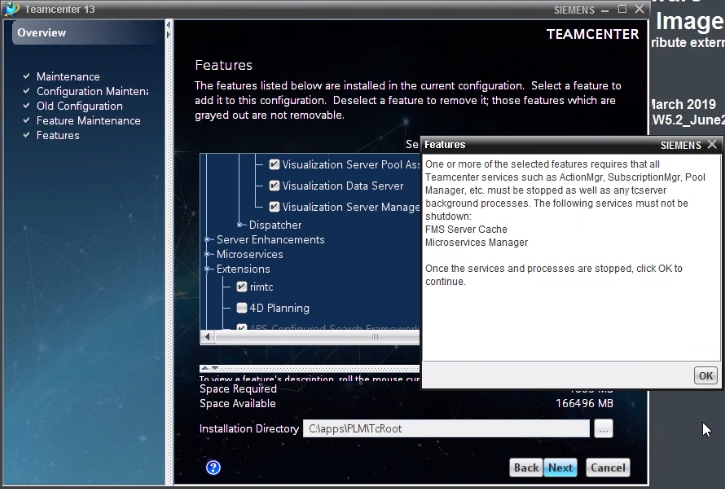 Teamcenter 13
SIEMENS
Overview
Maintenance
Configuration Maintena
Old Configuration
Feature Maintenance
Features
TEAMCENTER
Features
The features listed below are installed in the current configuration. Select a feature to
add it to this configuration. Deselect a feature to remove it; those features which are
grayed out are not removable.
Se
Visualization Server Pool Ass
Visualization Data Server
Visualization Server Manage
Dispatcher
Server Enhancements
Microservices
Extensions
rimtc
4D Planning
APS Configured Search Framework
To view a feature's description, roll the mouse cur
Space Required
MB
Space Available 166496 MB
Installation Directory C:\apps\PLM\TcRoot ...
? Back Next Cancel
Features SIEMENS
One or more of the selected features requires that all
Teamcenter services such as ActionMgr, SubscriptionMgr, Pool
Manager, etc. must be stopped as well as any tcserver
background processes. The following services must not be
shutdown:
FMS Server Cache
Microservices Manager
Once the services and processes are stopped, click OK to
continue.
OK
Image
ribute extern
March 2019
W5.2_June2